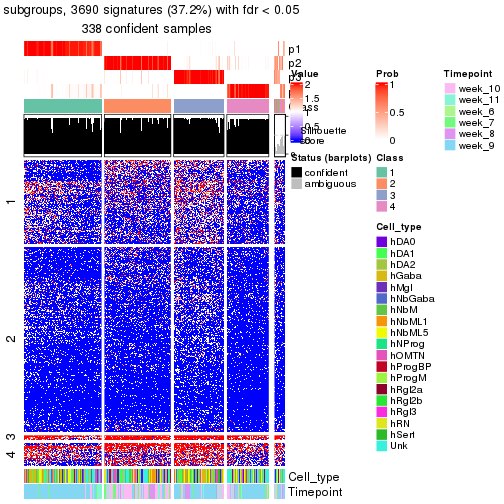 subgroups, 3690 signatures (37.2%) with fdr < 0.05
338 confident samples
p1
p2
p3
Value
2
1.5
1
0.5
Silhouette
score
Status (barplots)
confident
ambiguous
Prob
1
0.5
0
Class
1
2
3
4
Cell_type
hDA0
hDA1
hDA2
hGaba
hMgl
hNbGaba
hNbM
hNbML1
hNbML5
hNProg
hOMTN
hProgBP
hProgM
hRgl2a
hRgl2b
hRgl3
hRN
hSert
Unk
Timepoint
week_10
week_11
week_6
week_7
week_8
week_9
1
2
3
4
Cell_type
Timepoint